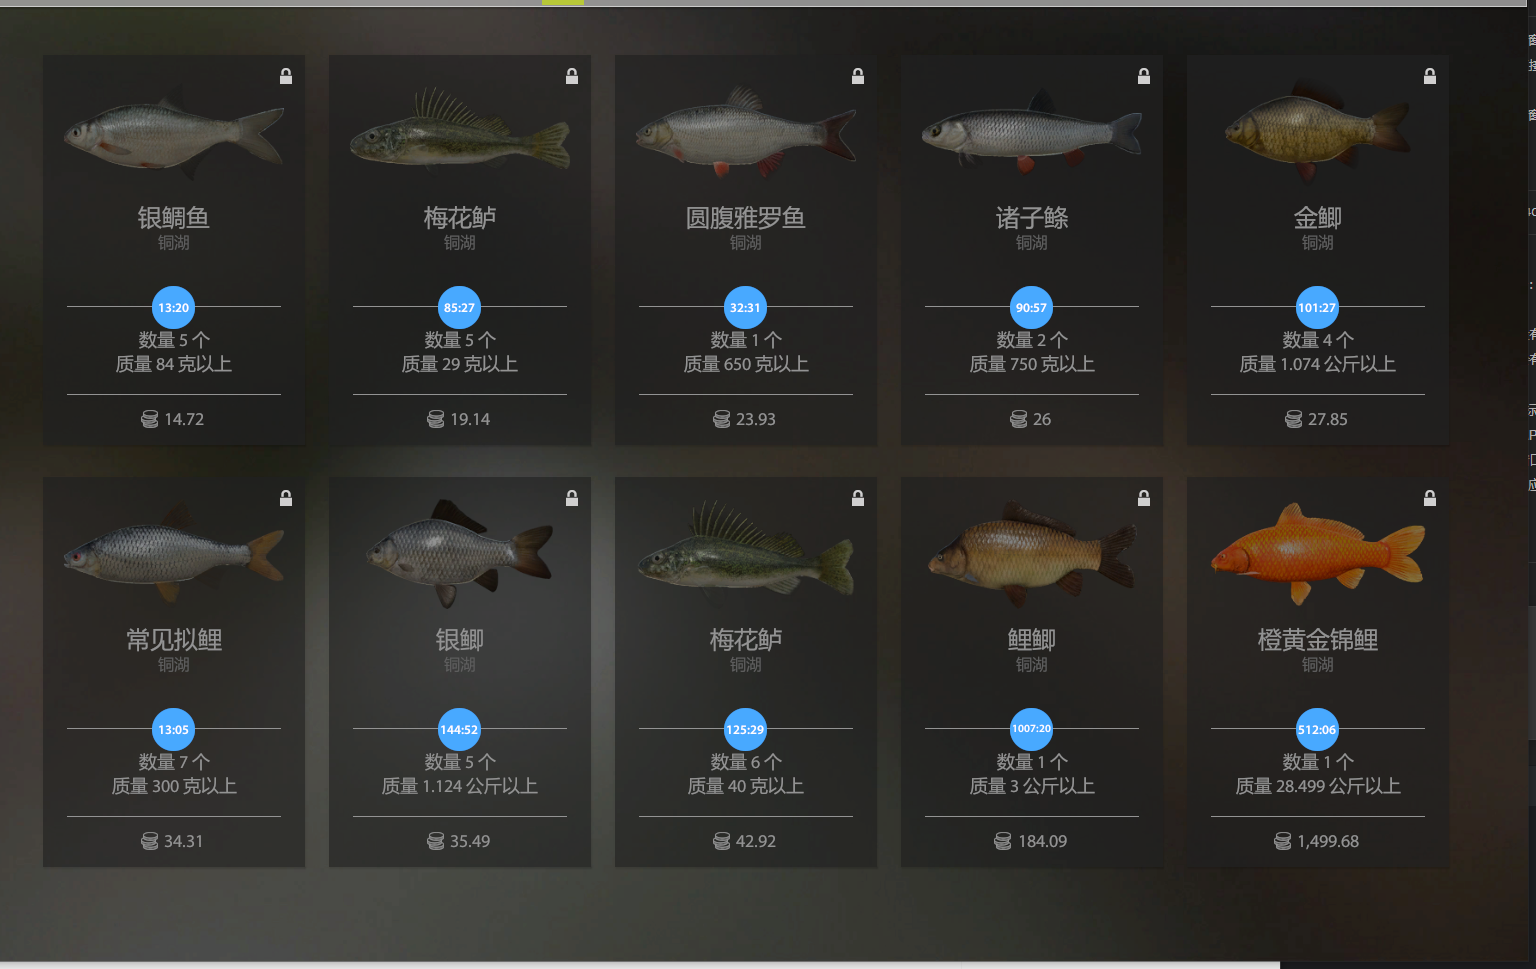 银鲷鱼
铜湖
13:20
数量 5 个
质量 84 克以上
14.72
梅花鲈
铜湖
85:27
数量 5 个
质量 29 克以上
19.14
圆腹雅罗鱼
铜湖
32:31
数量 1 个
质量 650 克以上
23.93
诸子鲦
铜湖
90:57
数量 2 个
质量 750 克以上
26
金鲫
铜湖
101:27
数量 4 个
质量 1.074 公斤以上
27.85
常见拟鲤
铜湖
13:05
数量 7 个
质量 300 克以上
34.31
银鲫
铜湖
144:52
数量 5 个
质量 1.124 公斤以上
35.49
梅花鲈
铜湖
125:29
数量 6 个
质量 40 克以上
42.92
鲤鲫
铜湖
1007:20
数量 1 个
质量 3 公斤以上
184.09
橙黄金锦鲤
铜湖
512:06
数量 1 个
质量 28.499 公斤以上
1,499.68